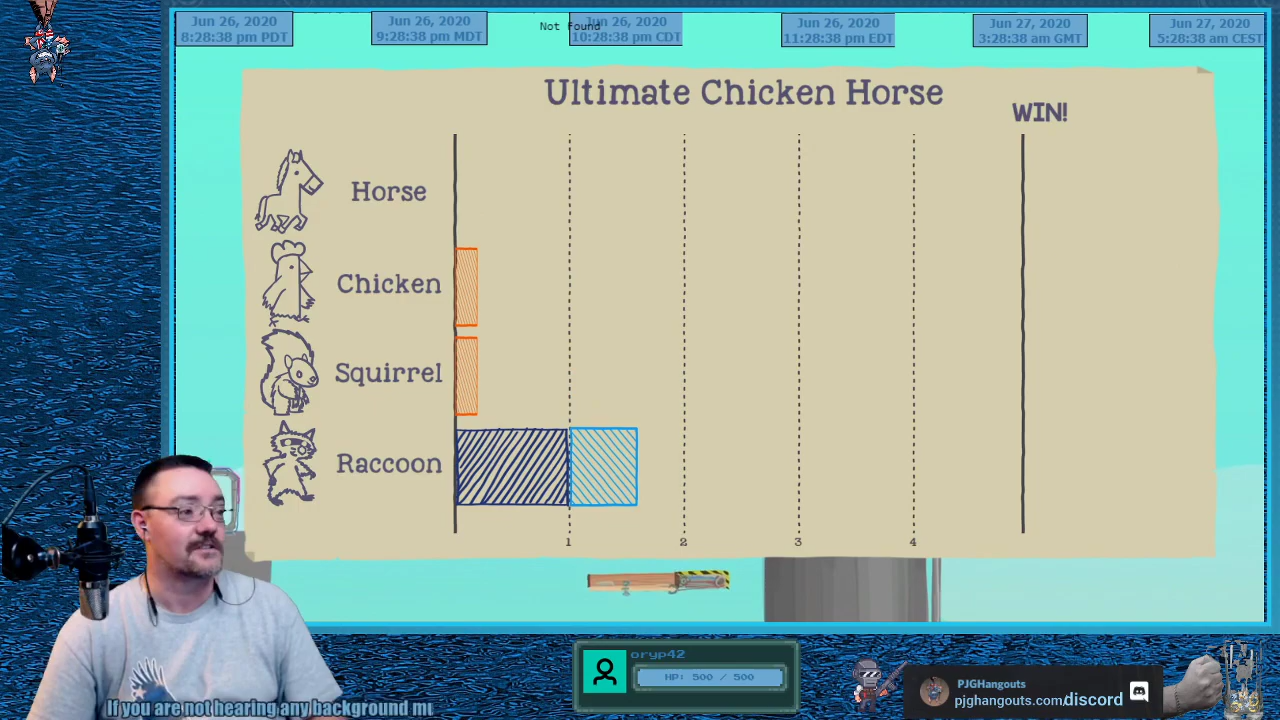 Jun 26, 2020
8:28:38 pm PDT
Jun 26, 2020
9:28:38 pm MDT
Not Found
Jun 26, 2020
10:28:38 pm CDT
Jun 26, 2020
11:28:38 pm EDT
Jun 27, 2020
3:28:38 am GMT
Jun 27, 2020
5:28:38 am CEST
Ultimate Chicken Horse
WIN!
Horse
Chicken
Squirrel
Raccoon
1 2 3 4
oryp42
HP: 500 / 500
PJGHangouts
pjghangouts.com/discord
If you are not hearing any background mu